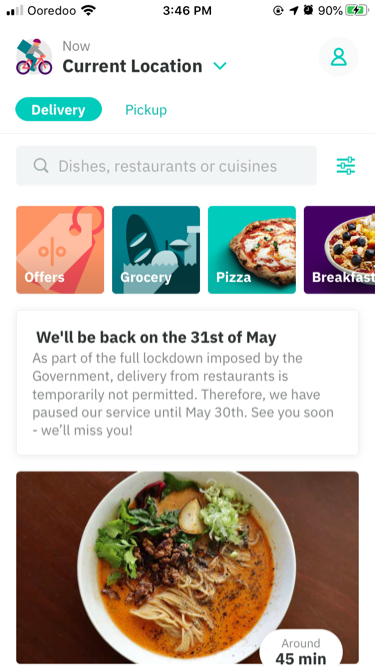 Ooredoo 3:46 PM 90%
Now
Current Location
Delivery Pickup
Dishes, restaurants or cuisines
Offers Grocery Pizza Breakfast
We'll be back on the 31st of May
As part of the full lockdown imposed by the
Government, delivery from restaurants is
temporarily not permitted. Therefore, we have
paused our service until May 30th. See you soon
- we’ll miss you!
Around
45 min